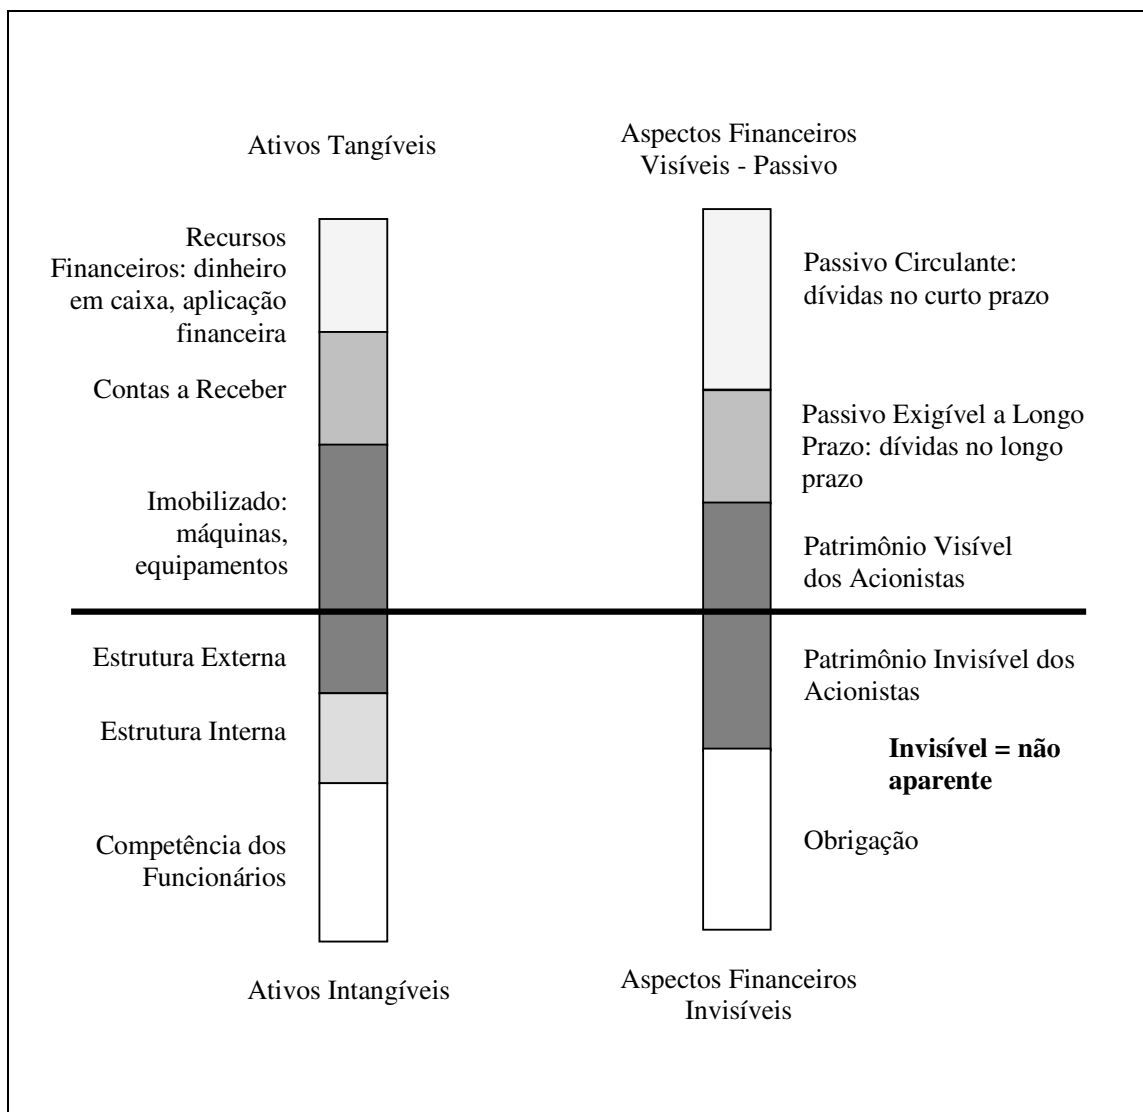 Ativos Tangíveis
Aspectos Financeiros
Visíveis - Passivo
Recursos
Financeiros: dinheiro
em caixa, aplicação
financeira
Contas a Receber
Imobilizado:
máquinas,
equipamentos
Passivo Circulante:
dívidas no curto prazo
Passivo Exigível a Longo
Prazo: dívidas no longo
prazo
Patrimônio Visível
dos Acionistas
Estrutura Externa
Estrutura Interna
Competência dos
Funcionários
Patrimônio Invisível dos
Acionistas
Invisível = não
aparente
Obrigação
Ativos Intangíveis
Aspectos Financeiros
Invisíveis